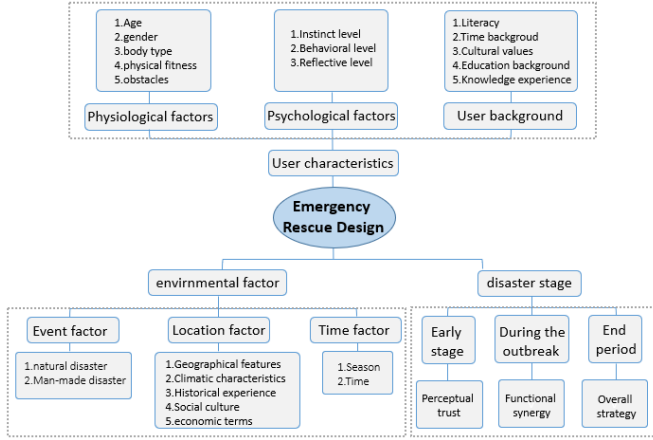 1.Age
2.gender
3.body type
4.physical fitness
5.obstacles
1.Instinct level
2.Behavioral level
3.Reflective level
1.Literacy
2.Time backgroud
3.Cultural values
4.Education background
5.Knowledge experience
Physiological factors
Psychological factors
User background
User characteristics
Emergency
Rescue Design
envirnmental factor
disaster stage
Event factor
Location factor
Time factor
1.natural disaster
2.Man-made disaster
1.Geographical features
2.Climatic characteristics
3.Historical experience
4.Social culture
5.economic terms
1.Season
2.Time
Early
stage
During the
outbreak
End
period
Perceptual
trust
Functional
synergy
Overall
strategy